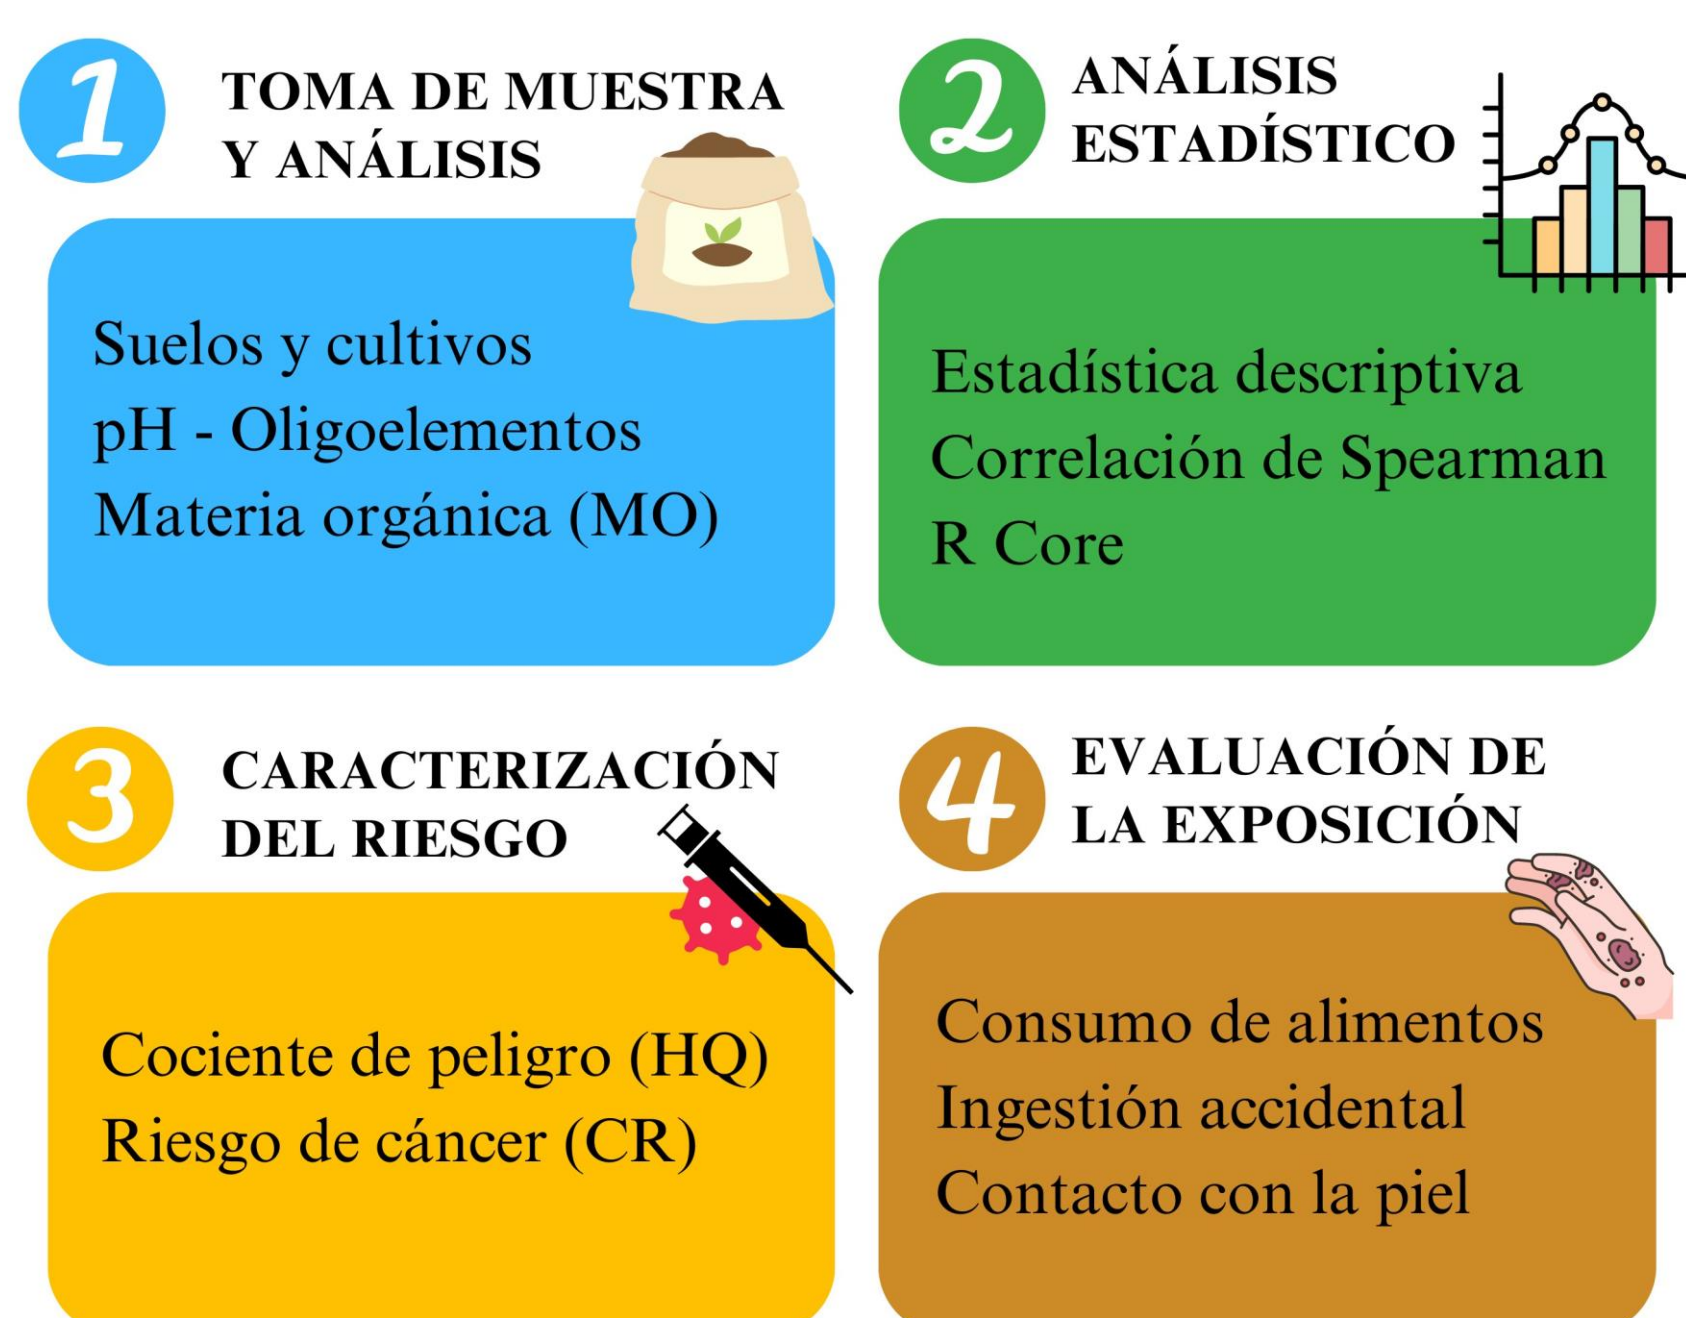 1
TOMA DE MUESTRA
Y ANÁLISIS
Suelos y cultivos
pH - Oligoelementos
Materia orgánica (MO)
2
ANÁLISIS
ESTADÍSTICO
Estadística descriptiva
Correlación de Spearman
R Core
3
CARACTERIZACIÓN
DEL RIESGO
Cociente de peligro (HQ)
Riesgo de cáncer (CR)
4
EVALUACIÓN DE
LA EXPOSICIÓN
Consumo de alimentos
Ingestión accidental
Contacto con la piel